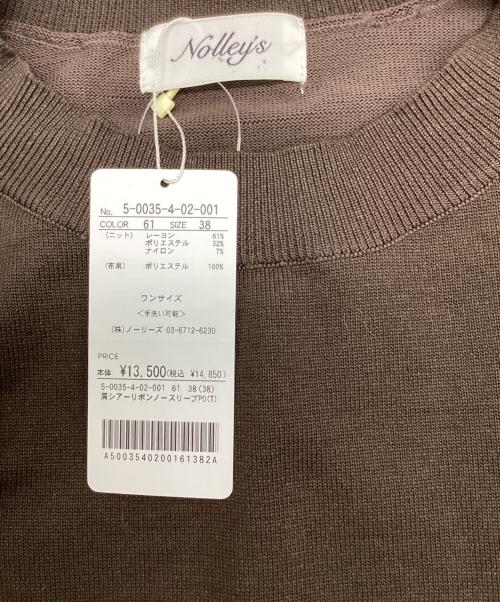 Nolley's
No. 5-0035-4-02-001
COLOR 61 SIZE 38
(ニット) レーヨン 61%
ポリエステル 32%
ナイロン 7%
(布帛) ポリエステル 100%
ワンサイズ
<手洗い可能>
(株)ノーリーズ 03-6712-6230
PRICE
本体 ¥13,500(税込 ¥14,850)
5-0035-4-02-001 61 38(38)
肩シアーリボンノースリーブPO(T)
A5003540200161382A